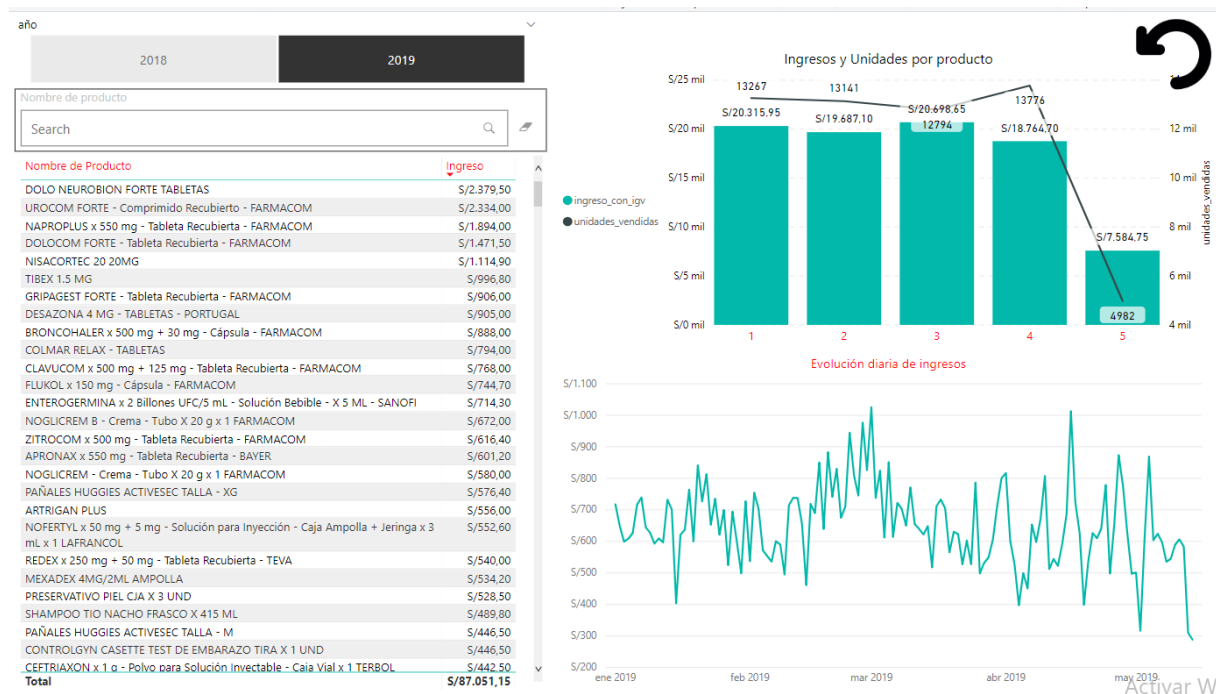 año
2018 2019
Nombre de producto
Search
Nombre de Producto Ingreso
DOLO NEUROBION FORTE TABLETAS S/2.379,50
UROCOM FORTE - Comprimido Recubierto - FARMACOM S/2.334,00
NAPROPLUS x 550 mg - Tableta Recubierta - FARMACOM S/1.894,00
DOLOCOM FORTE - Tableta Recubierta - FARMACOM S/1.471,50
NISACORTEC 20 20MG S/1.114,90
TIBEX 1.5 MG S/996,80
GRIPAGEST FORTE - Tableta Recubierta - FARMACOM S/906,00
DESAZONA 4 MG - TABLETAS - PORTUGAL S/905,00
BRONCOHALER x 500 mg + 30 mg - Cápsula - FARMACOM S/888,00
COLMAR RELAX - TABLETAS S/794,00
CLAVUCOM x 500 mg + 125 mg - Tableta Recubierta - FARMACOM S/768,00
FLUKOL x 150 mg - Cápsula - FARMACOM S/744,70
ENTEROGERMINA x 2 Billones UFC/5 mL - Solución Bebible - X 5 ML - SANOFI S/714,30
NOGLICREM B - Crema - Tubo X 20 g x 1 FARMACOM S/672,00
ZITROCOM x 500 mg - Tableta Recubierta - FARMACOM S/616,40
APRONAX x 550 mg - Tableta Recubierta - BAYER S/601,20
NOGLICREM - Crema - Tubo X 20 g x 1 FARMACOM S/580,00
PAÑALES HUGGIES ACTIVESEC TALLA - XG S/576,40
ARTRIGAN PLUS S/556,00
NOFERTYL x 50 mg + 5 mg - Solución para Inyección - Caja Ampolla + Jeringa x 3 S/552,60
mL x 1 LAFRANCOL
REDEX x 250 mg + 50 mg - Tableta Recubierta - TEVA S/540,00
MEXADEX 4MG/2ML AMPOLLA S/534,20
PRESERVATIVO PIEL CJA X 3 UND S/528,50
SHAMPOO TIO NACHO FRASCO X 415 ML S/489,80
PAÑALES HUGGIES ACTIVESEC TALLA - M S/446,50
CONTROLGYN CASETTE TEST DE EMBARAZO TIRA X 1 UND S/446,50
CEFTRIAXON x 1 g - Polvo para Solución Inyectable - Caja Vial x 1 TERBOL S/442,50
Total S/87.051,15
Ingresos y Unidades por producto
ingreso_con_igv
unidades_vendidas
S/25 mil
S/20 mil
S/15 mil
S/10 mil
S/5 mil
S/0 mil
13267 13141 12794 13776 4982
S/20.315,95 S/19.687,10 S/20.698,65 S/18.764,70 S/7.584,75
12 mil
10 mil
8 mil
6 mil
4 mil
unidades_vendidas
1 2 3 4 5
Evolución diaria de ingresos
S/1.100
S/1.000
S/900
S/800
S/700
S/600
S/500
S/400
S/300
S/200
ene 2019 feb 2019 mar 2019 abr 2019 may 2019
Activar W